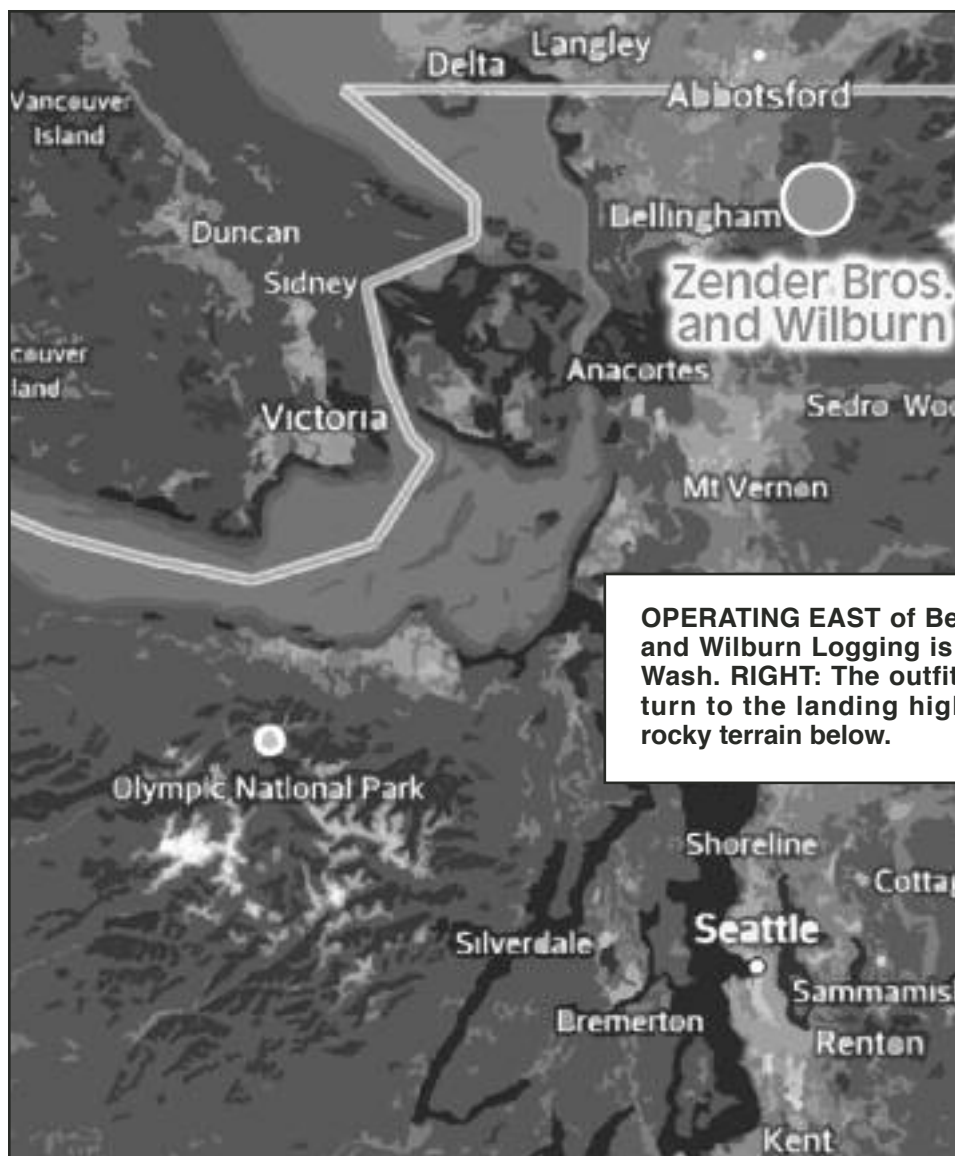 Langley
Delta
Abbotsford
Vancouver
Island
Bellingham
Duncan
Sidney
Zender Bros.
and Wilburn
couver
land
Anacortes
Sedro Woo
Victoria
Mt Vernon
OPERATING EAST of Be
and Wilburn Logging is
Wash. RIGHT: The outfit
turn to the landing high
rocky terrain below.
Olympic National Park
Shoreline
Cottag
Seattle
Silverdale
Sammamish
Bremerton
Renton
Kent